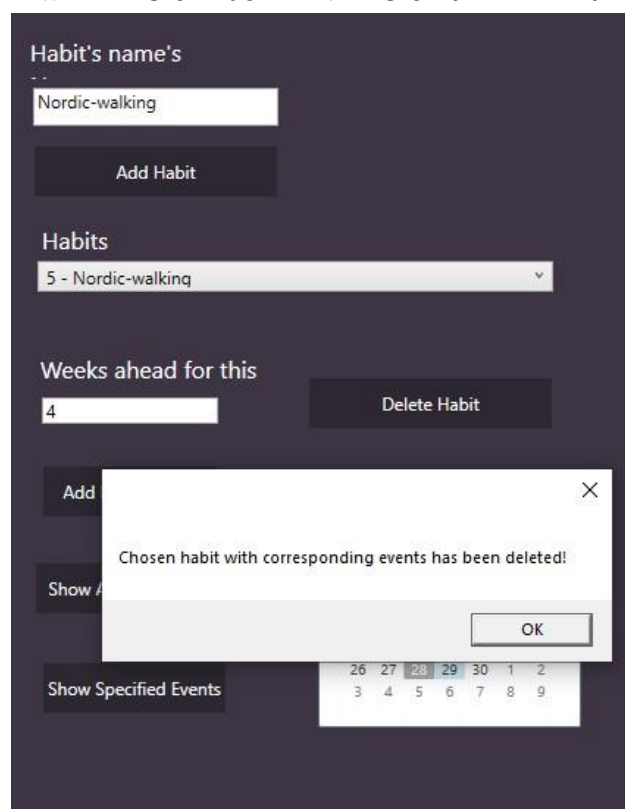 Habit's name's
Nordic-walking
Add Habit
Habits
5 - Nordic-walking
Weeks ahead for this
4
Delete Habit
Add
Chosen habit with corresponding events has been deleted!
Show A
OK
26 27 28 29 30 1 2
3 4 5 6 7 8 9
Show Specified Events